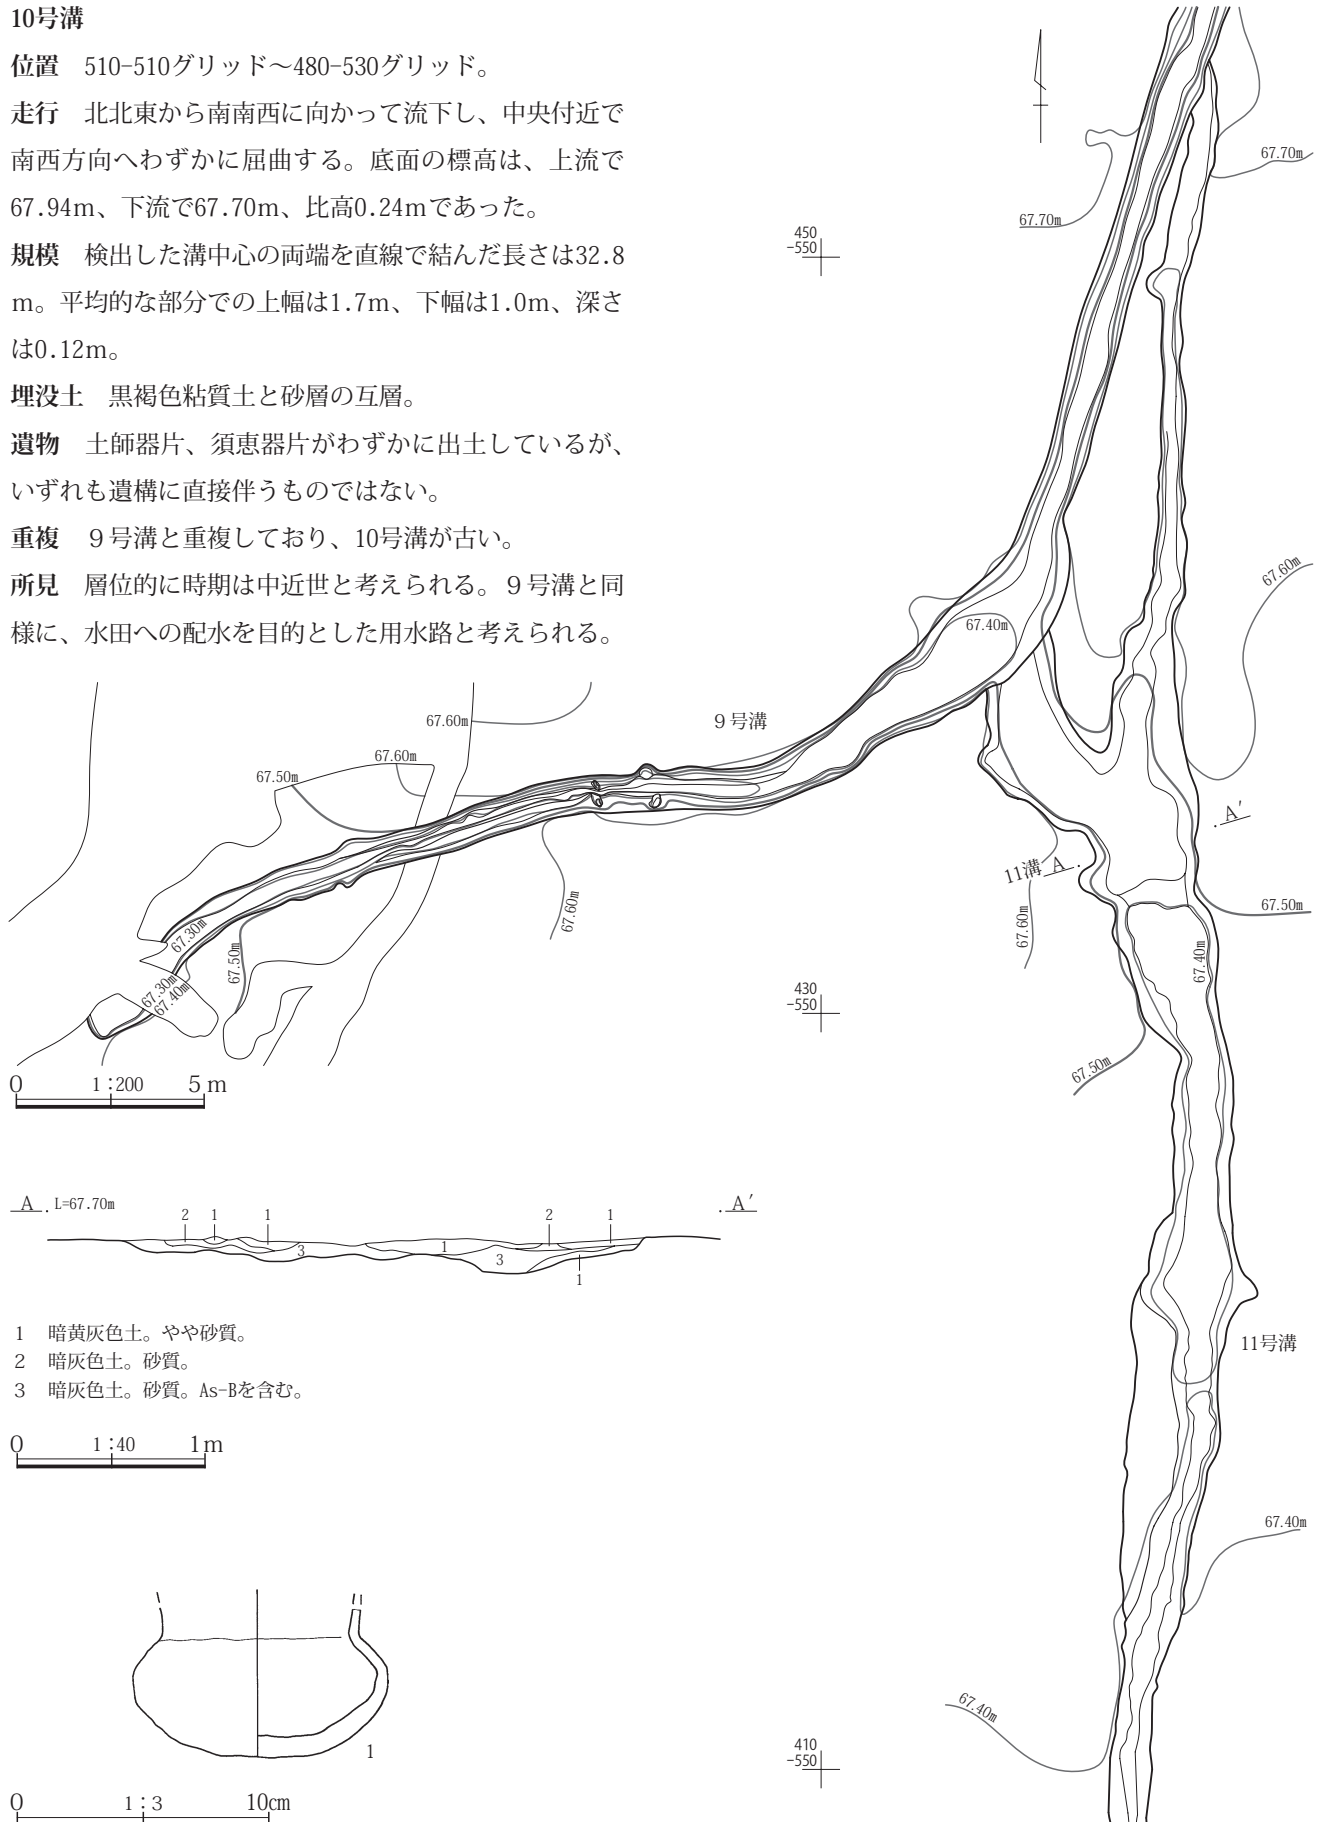 10号溝
位置　510-510グリッド～480-530グリッド。
走行　北北東から南南西に向かって流下し、中央付近で
南西方向へわずかに屈曲する。底面の標高は、上流で
67.94m、下流で67.70m、比高0.24mであった。
規模　検出した溝中心の両端を直線で結んだ長さは32.8
m。平均的な部分での上幅は1.7m、下幅は1.0m、深さ
は0.12m。
埋没土　黒褐色粘質土と砂層の互層。
遺物　土師器片、須恵器片がわずかに出土しているが、
いずれも遺構に直接伴うものではない。
重複　９号溝と重複しており、10号溝が古い。
所見　層位的に時期は中近世と考えられる。９号溝と同
様に、水田への配水を目的とした用水路と考えられる。
67.70m
67.70m
450
-550
67.60m
67.40m
９号溝
67.60m
67.60m
67.50m
A′
11溝 A
67.60m
67.60m
67.50m
67.40m
67.30m
67.50m
67.30m
67.40m
430
-550
67.50m
0 1：200 5m
A L=67.70m A′
2 1 1 2 1
3 1 3
1
1　暗黄灰色土。やや砂質。
2　暗灰色土。砂質。
3　暗灰色土。砂質。As-Bを含む。
11号溝
0 1：40 1m
67.40m
67.40m
1
410
-550
0 1：3 10cm